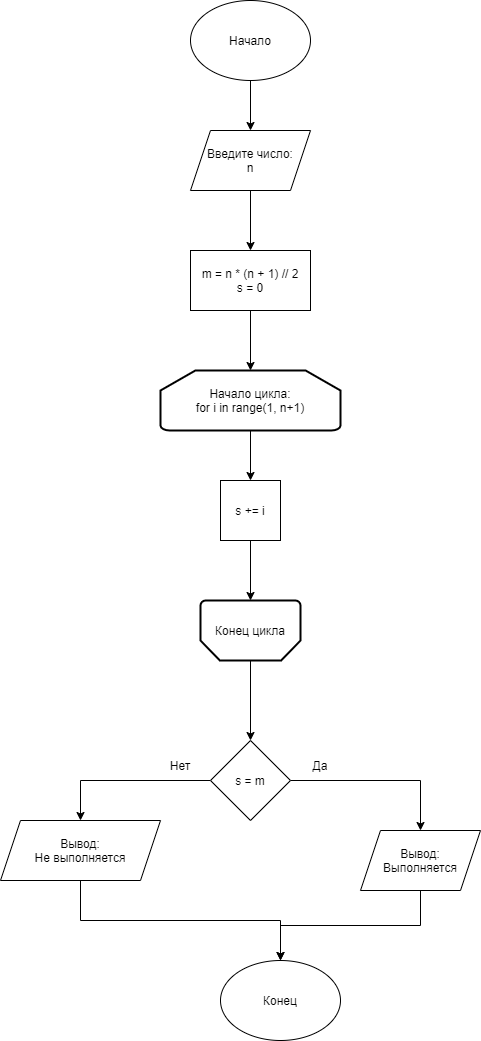 Начало
Введите число:
n
m = n * (n + 1) // 2
s = 0
Начало цикла:
for i in range(1, n+1)
s += i
Конец цикла
Нет
Да
s = m
Вывод:
Не выполняется
Вывод:
Выполняется
Конец